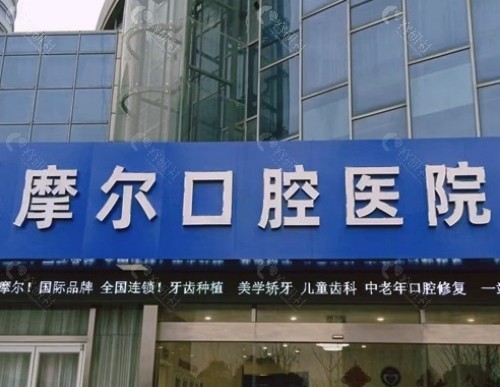 摩尔口腔医院
摩尔！国际品牌 全国连锁！牙齿种植 美学矫牙 儿童齿科 中老年口腔修复 一